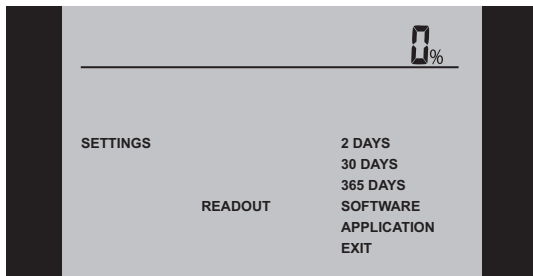 0%
SETTINGS 2 DAYS
30 DAYS
365 DAYS
READOUT SOFTWARE
APPLICATION
EXIT